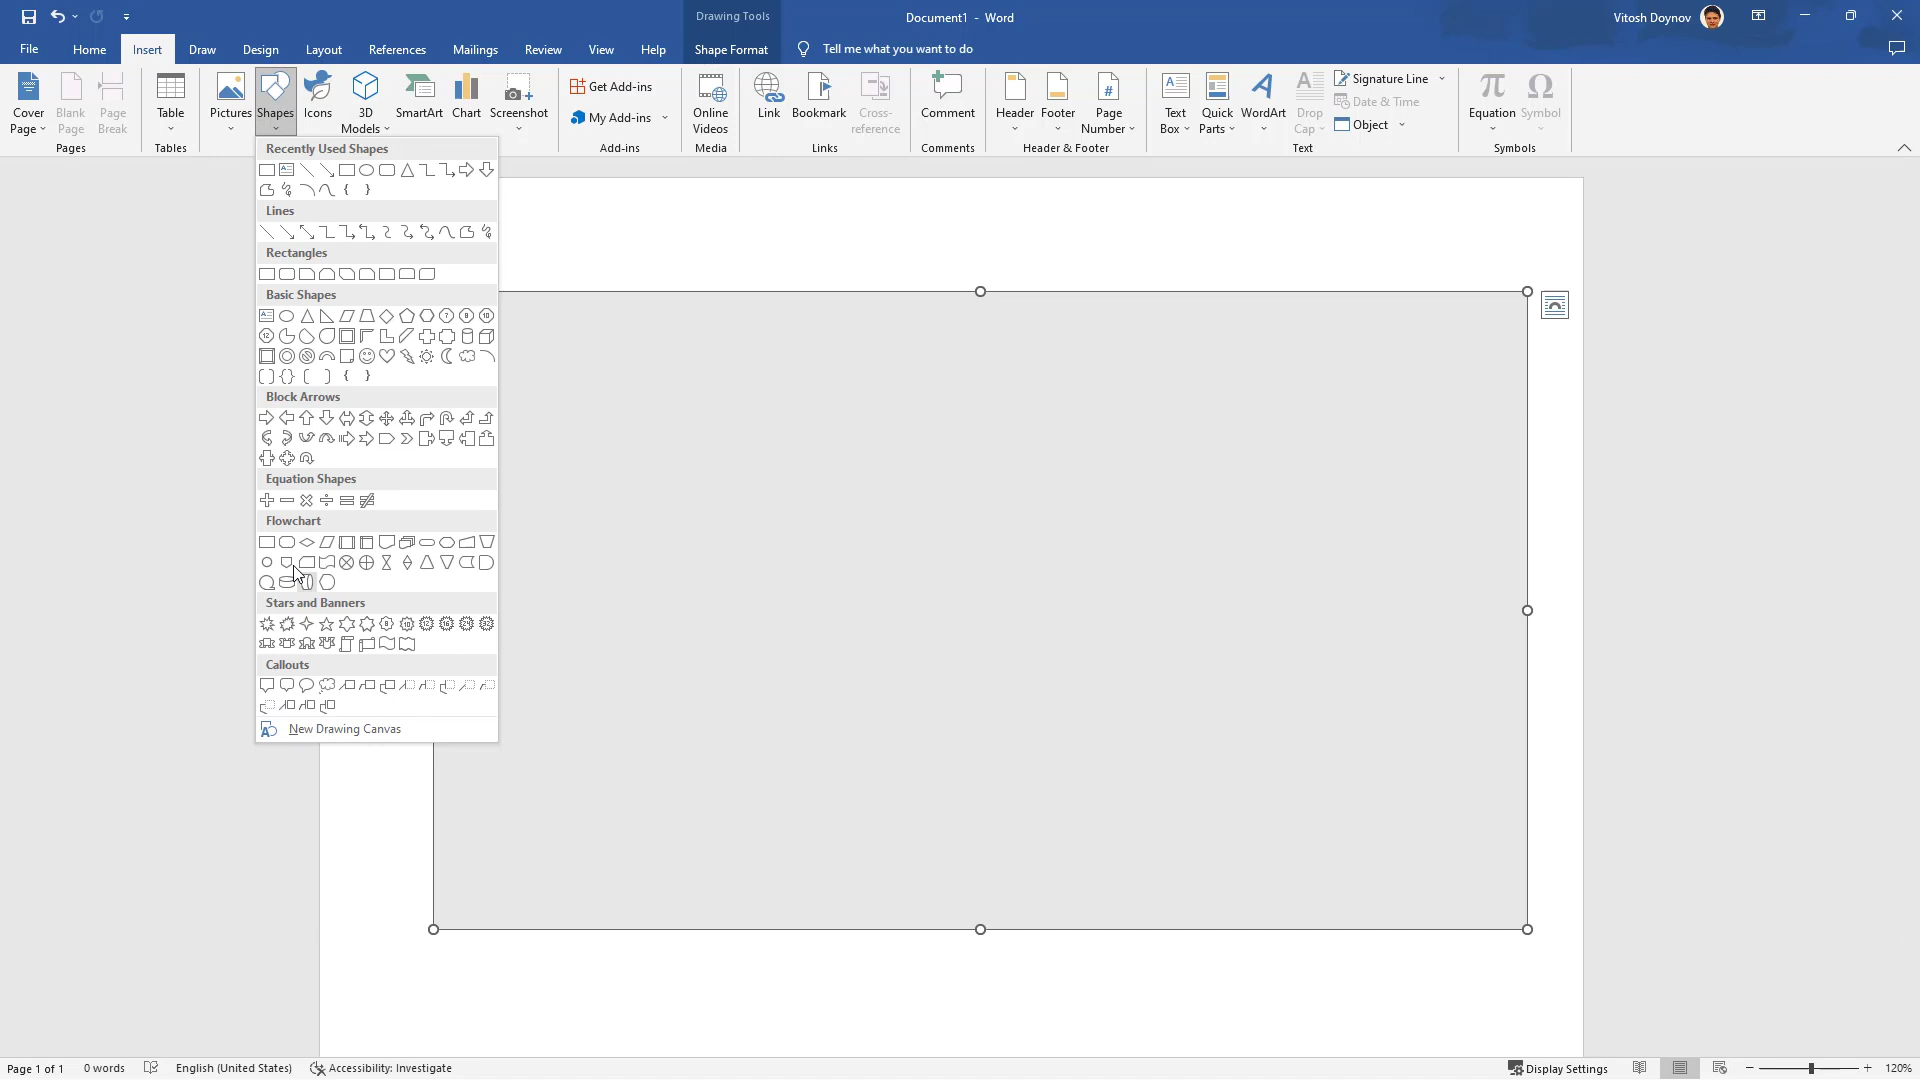 Drawing Tools
Document1 - Word
Vitosh Doynov
File Home Insert Draw Design Layout References Mailings Review View Help Shape Format Tell me what you want to do
Cover Page
Blank Page
Page Break
Pages
Table
Tables
Pictures
Shapes
Icons
3D Models
SmartArt
Chart
Screenshot
Get Add-ins
My Add-ins
Add-ins
Online Videos
Media
Link
Bookmark
Cross-reference
Links
Comment
Comments
Header
Footer
Page Number
Header & Footer
Text Box
Quick Parts
WordArt
Drop Cap
Signature Line
Date & Time
Object
Text
Equation
Symbol
Symbols
Recently Used Shapes
Lines
Rectangles
Basic Shapes
Block Arrows
Equation Shapes
Flowchart
Stars and Banners
Callouts
New Drawing Canvas
Page 1 of 1 0 words English (United States) Accessibility: Investigate Display Settings 120%